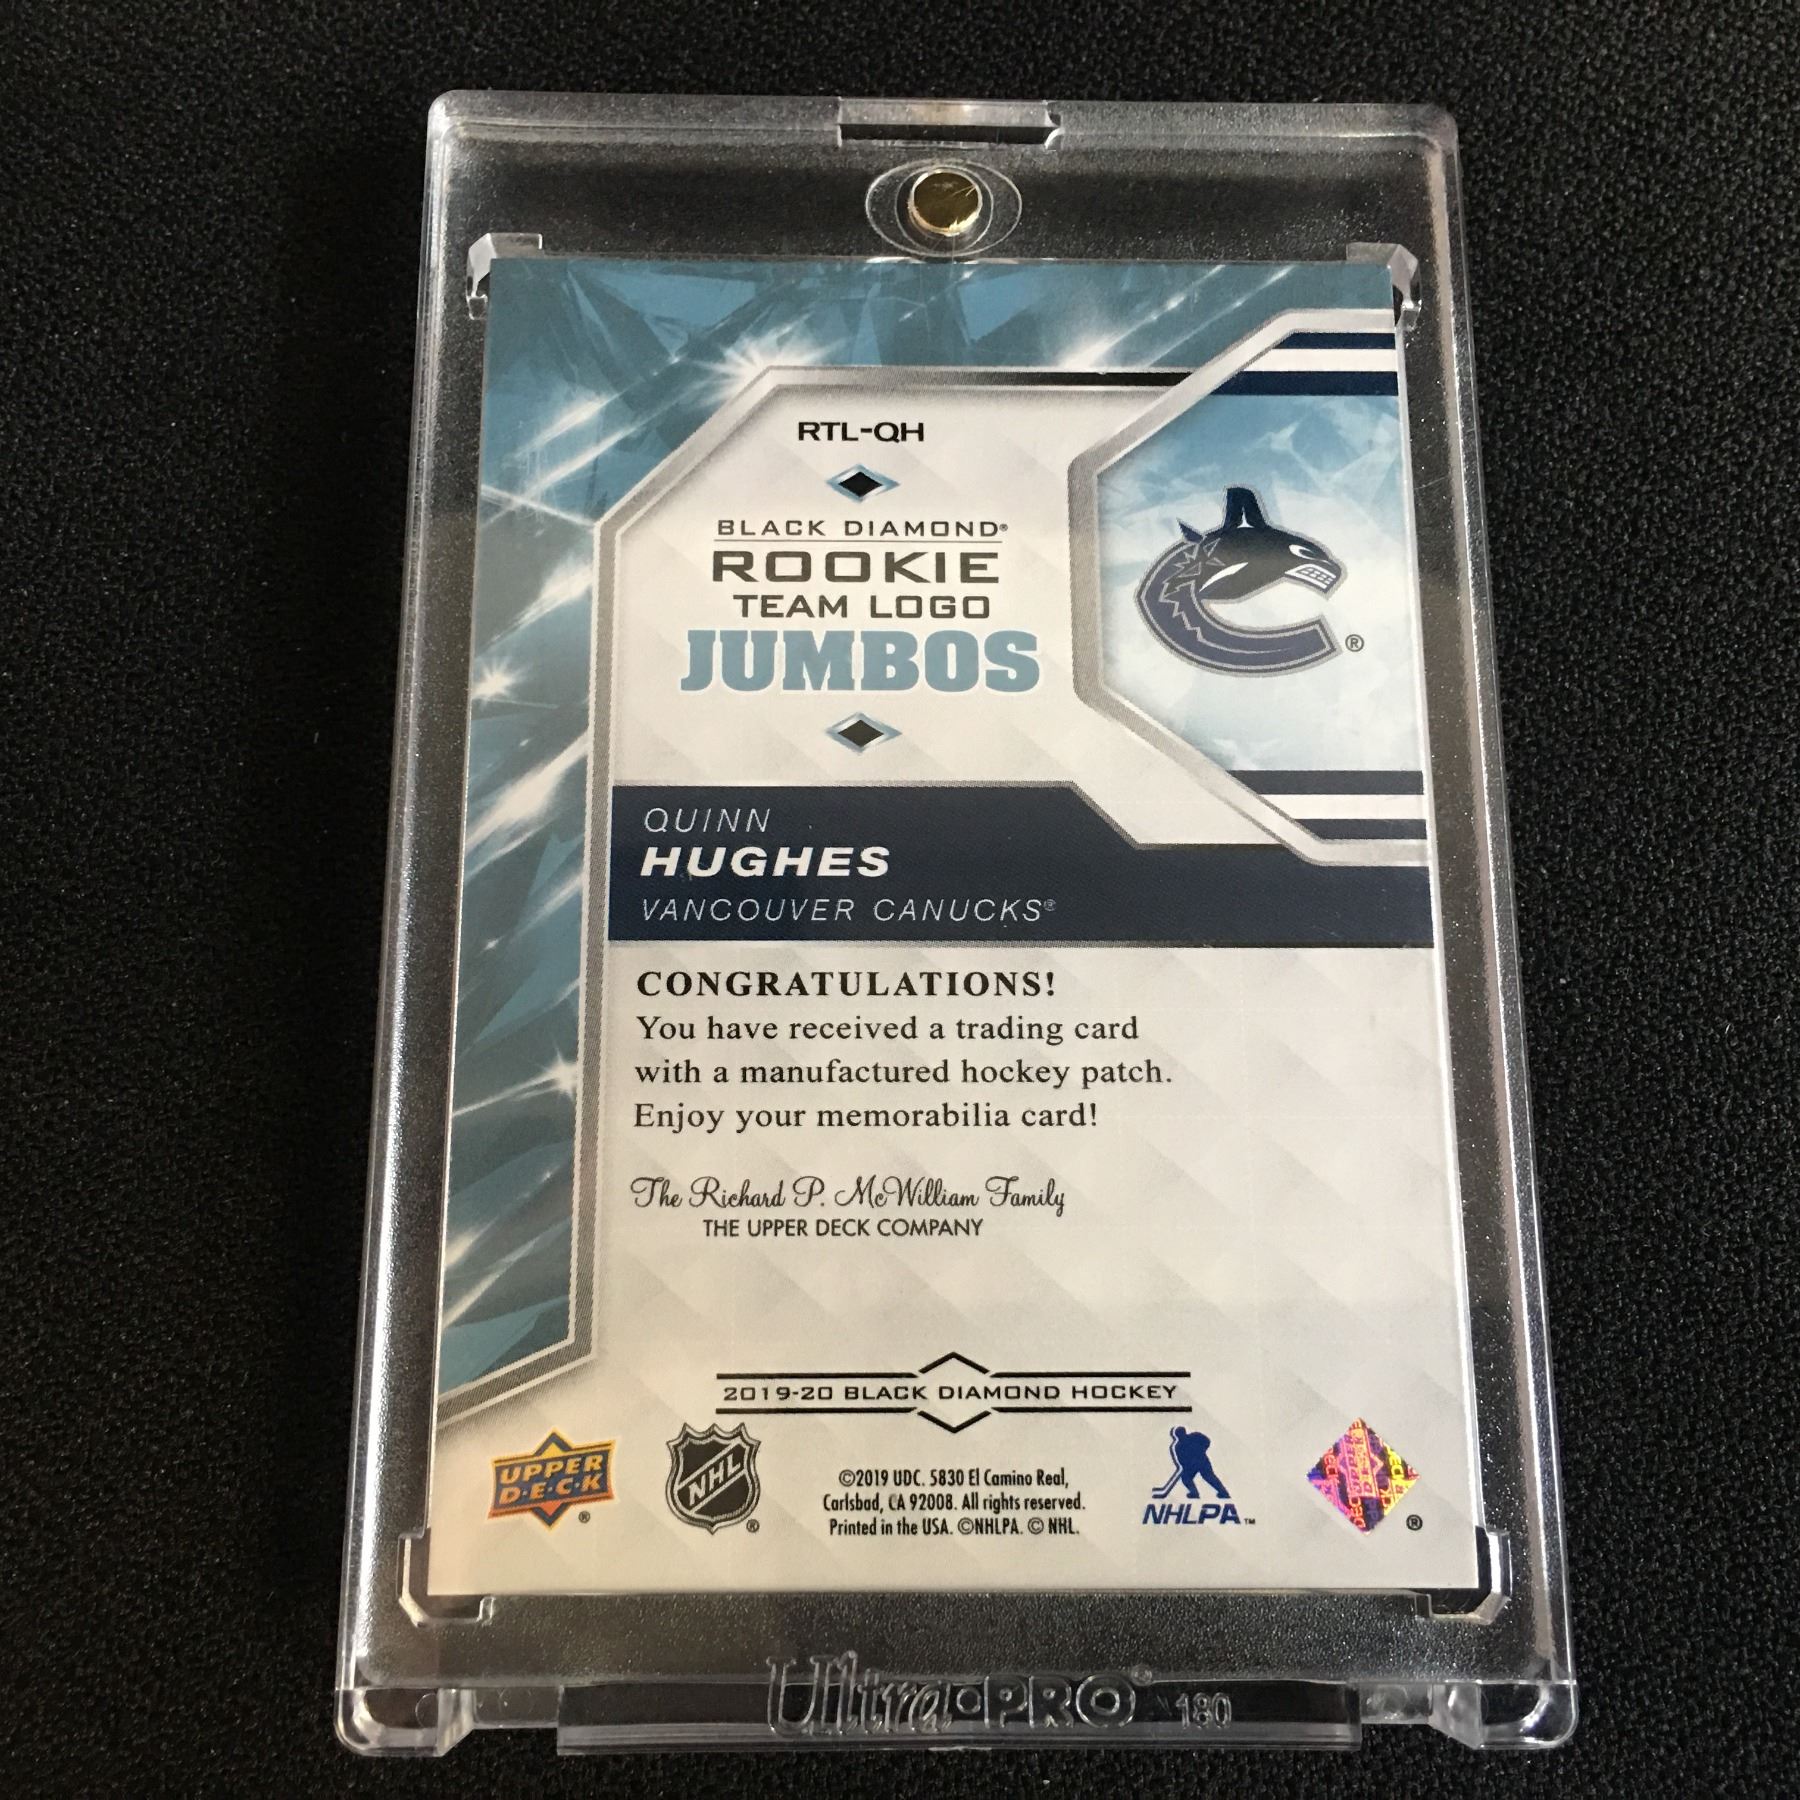 RTL-QH
BLACK DIAMOND®
ROOKIE
TEAM LOGO
JUMBOS
®
QUINN
HUGHES
VANCOUVER CANUCKS®
CONGRATULATIONS!
You have received a trading card
with a manufactured hockey patch.
Enjoy your memorabilia card!
The Richard P. McWilliam Family
THE UPPER DECK COMPANY
2019-20 BLACK DIAMOND HOCKEY
UPPER
D•E•C•K
®
NHL
®
©2019 UDC. 5830 El Camino Real,
Carlsbad, CA 92008. All rights reserved.
Printed in the USA. ©NHLPA. © NHL.
NHLPA™
®
Ultra•PRO® 180